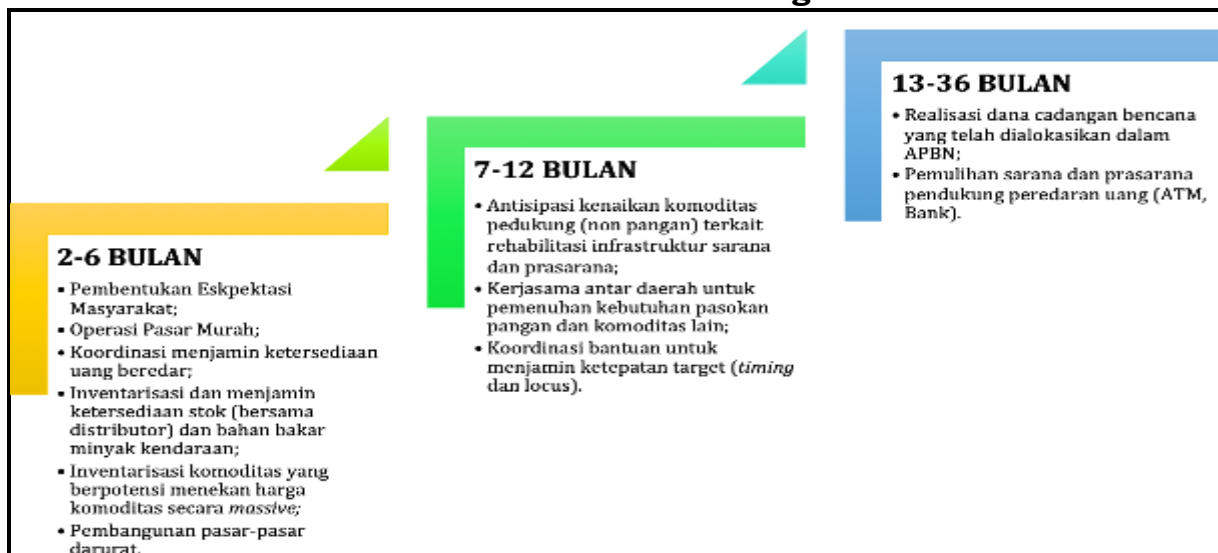 2-6 BULAN
• Pembentukan Eskpektasi
Masyarakat;
• Operasi Pasar Murah;
• Koordinasi menjamin ketersediaan
uang beredar;
• Inventarisasi dan menjamin
ketersediaan stok (bersama
distributor) dan bahan bakar
minyak kendaraan;
• Inventarisasi komoditas yang
berpotensi menekan harga
komoditas secara massive;
• Pembangunan pasar-pasar
darurat.
7-12 BULAN
• Antisipasi kenaikan komoditas
pedukung (non pangan) terkait
rehabilitasi infrastruktur sarana
dan prasarana;
• Kerjasama antar daerah untuk
pemenuhan kebutuhan pasokan
pangan dan komoditas lain;
• Koordinasi bantuan untuk
menjamin ketepatan target (timing
dan locus).
13-36 BULAN
• Realisasi dana cadangan bencana
yang telah dialokasikan dalam
APBN;
• Pemulihan sarana dan prasarana
pendukung peredaran uang (ATM,
Bank).